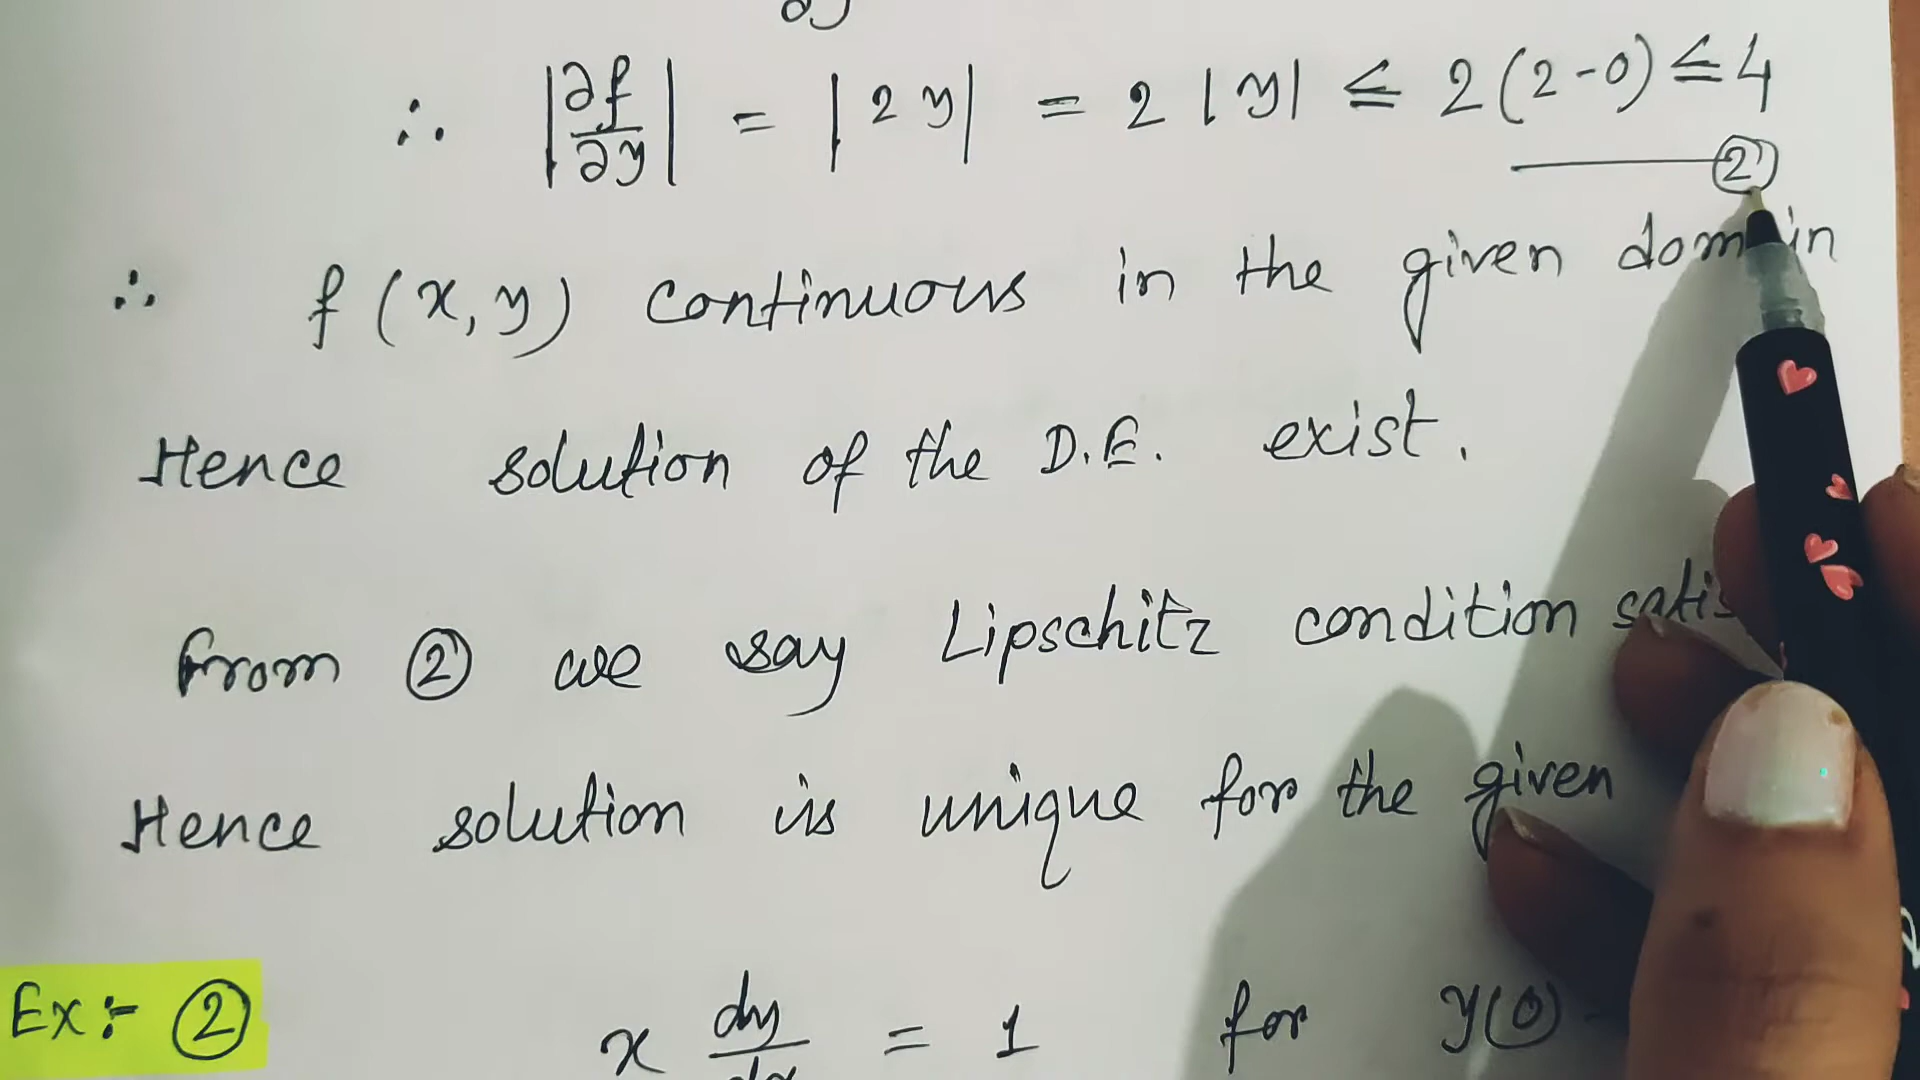 ∴ |∂f/∂y| = |2y| = 2|y| ≤ 2(2-0) ≤ 4
②
∴ f(x,y) continuous in the given
Hence solution of the D.E. exist.
From ② we say Lipschitz condition
Hence solution is unique for the given
Ex:- ② x dy/dx = 1 for y(0)